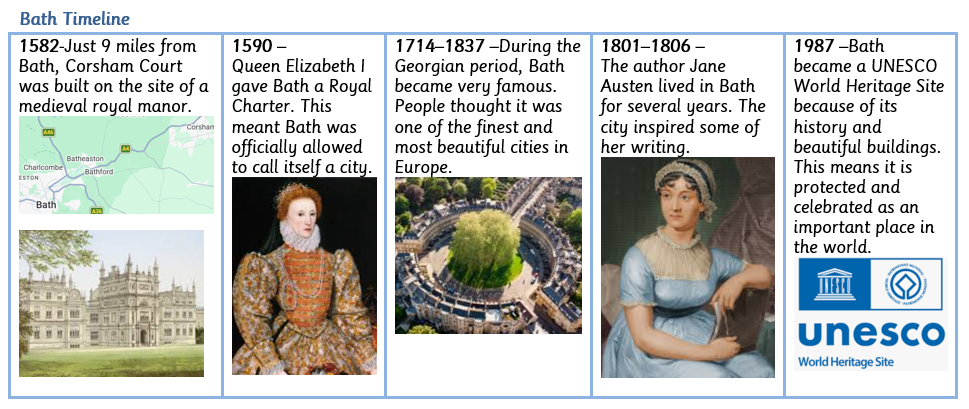 Bath Timeline
1582-Just 9 miles from
Bath, Corsham Court
was built on the site of a
medieval royal manor.
Corsham
A46
A4
Batheaston
Charlcombe
Bathford
ESTON
Bath
A36
1590 –
Queen Elizabeth I
gave Bath a Royal
Charter. This
meant Bath was
officially allowed
to call itself a city.
1714–1837 –During the
Georgian period, Bath
became very famous.
People thought it was
one of the finest and
most beautiful cities in
Europe.
1801–1806 –
The author Jane
Austen lived in Bath
for several years. The
city inspired some of
her writing.
1987 –Bath
became a UNESCO
World Heritage Site
because of its
history and
beautiful buildings.
This means it is
protected and
celebrated as an
important place in
the world.
unesco
World Heritage Site